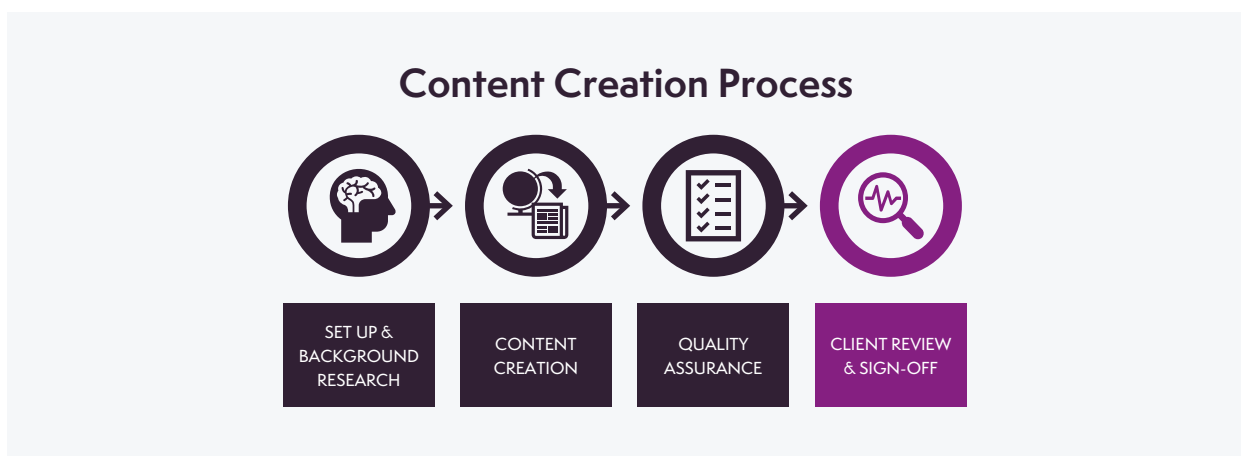 Content Creation Process
SET UP &
BACKGROUND
RESEARCH
CONTENT
CREATION
QUALITY
ASSURANCE
CLIENT REVIEW
& SIGN-OFF